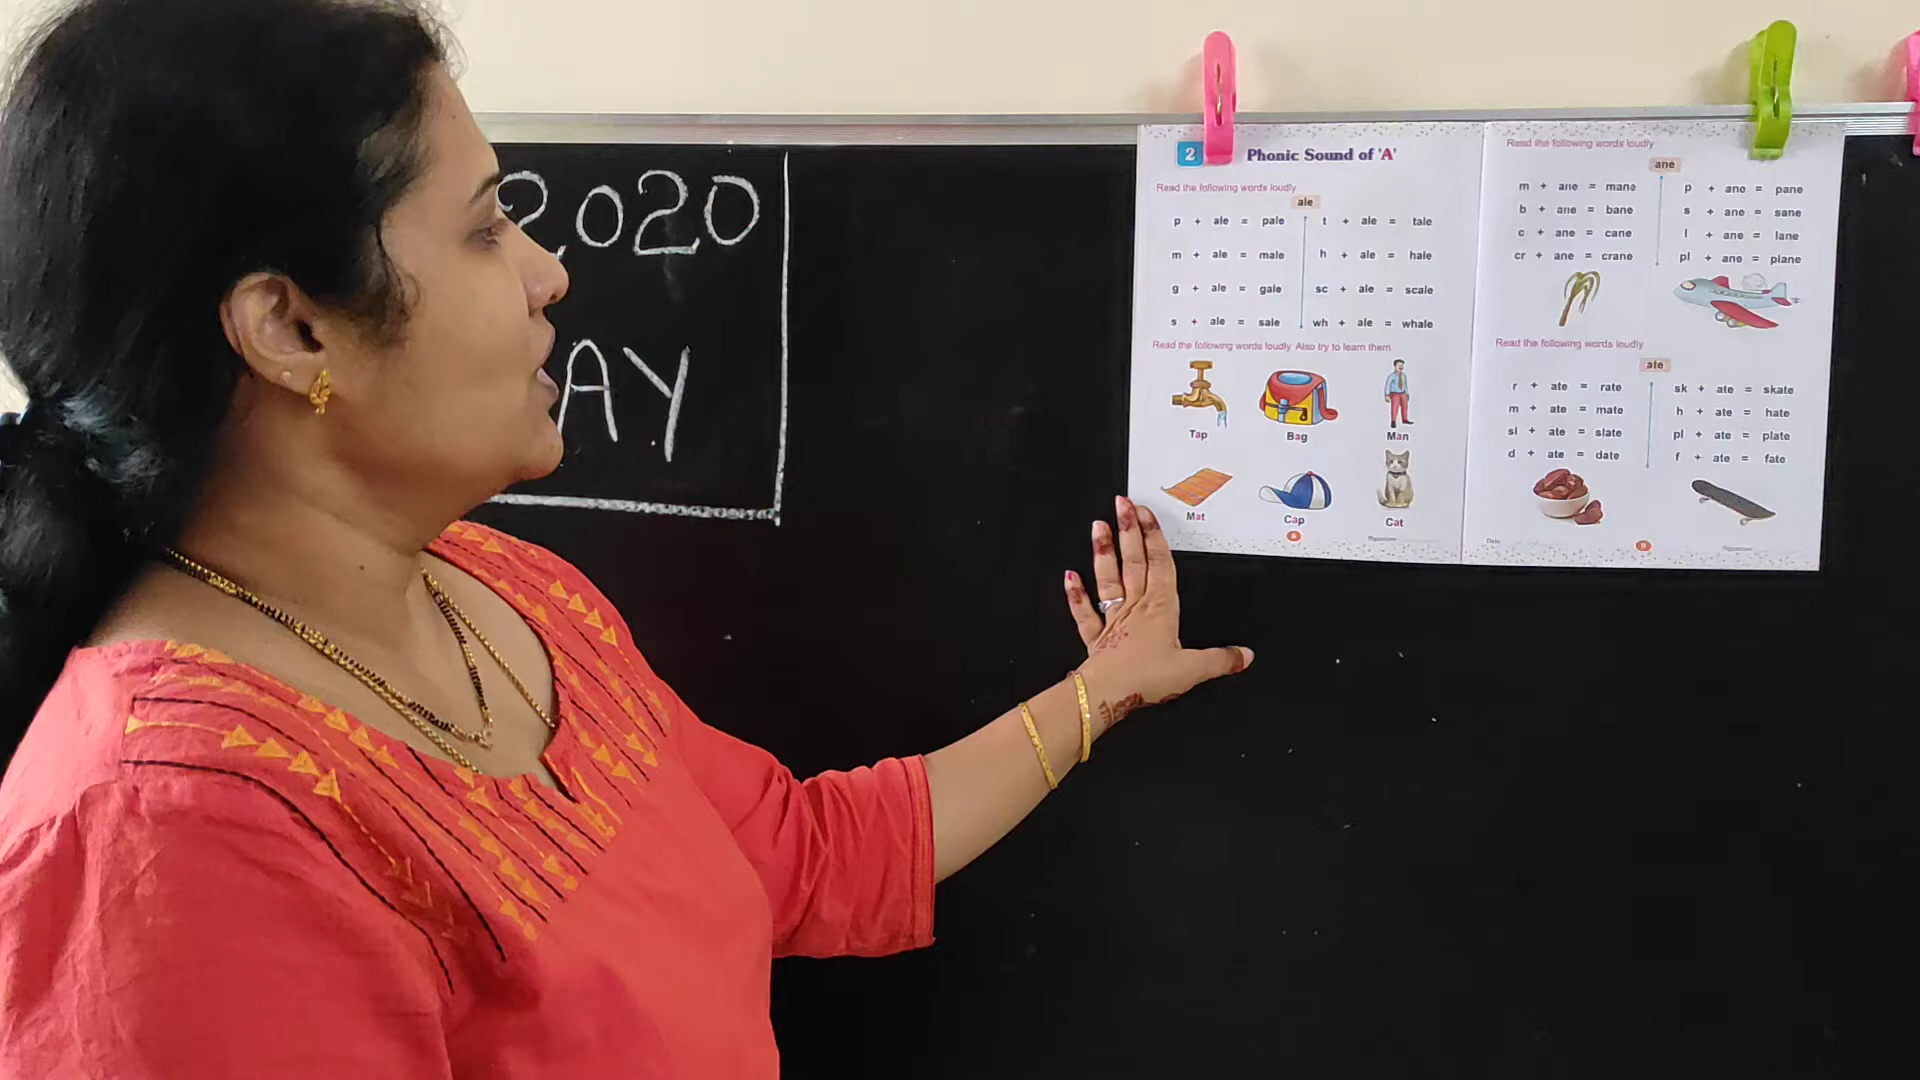 2020
AY
2 Phonic Sound of 'A'
Read the following words loudly
ale
p + ale = pale
t + ale = tale
m + ale = male
h + ale = hale
g + ale = gale
sc + ale = scale
s + ale = sale
wh + ale = whale
Read the following words loudly Also try to learn them
Tap
Bag
Man
Mat
Cap
Cat
8
Read the following words loudly
ane
m + ane = mane
p + ane = pane
b + ane = bane
s + ane = sane
c + ane = cane
l + ane = lane
cr + ane = crane
pl + ane = plane
Read the following words loudly
ate
r + ate = rate
sk + ate = skate
m + ate = mate
h + ate = hate
sl + ate = slate
pl + ate = plate
d + ate = date
f + ate = fate
9